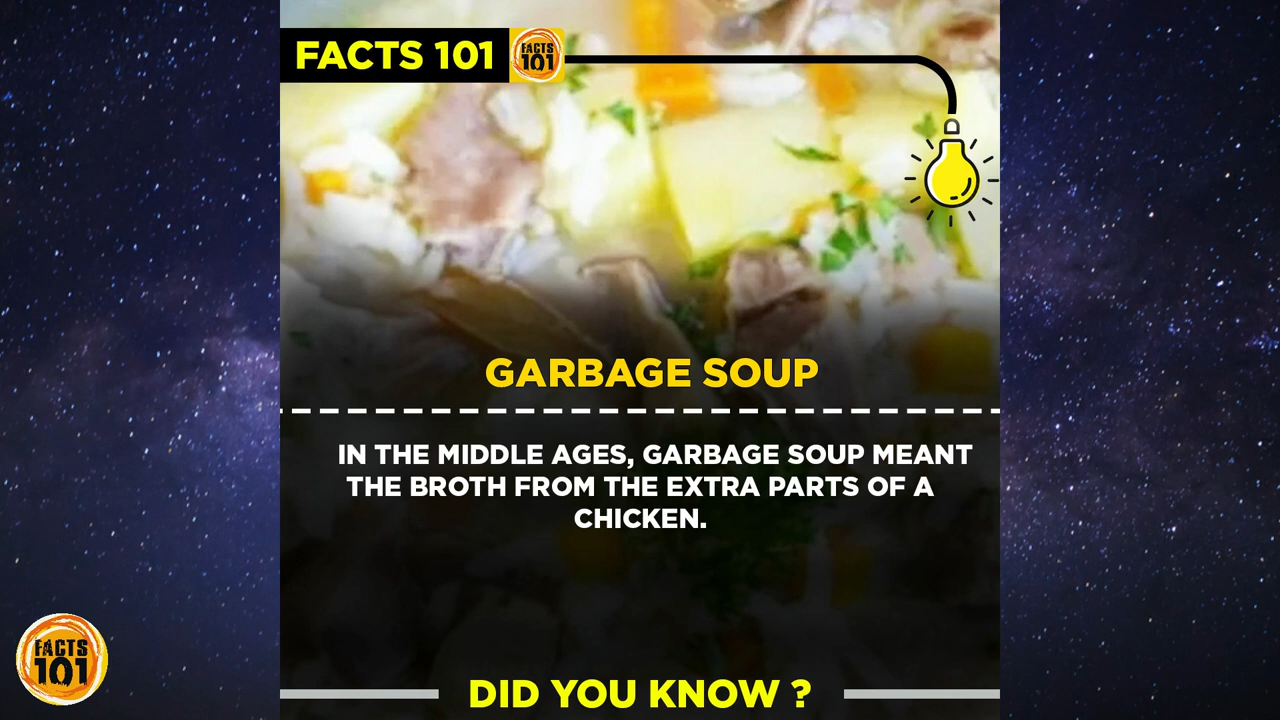 FACTS 101
FACTS
101
GARBAGE SOUP
IN THE MIDDLE AGES, GARBAGE SOUP MEANT
THE BROTH FROM THE EXTRA PARTS OF A
CHICKEN.
FACTS
101
DID YOU KNOW ?